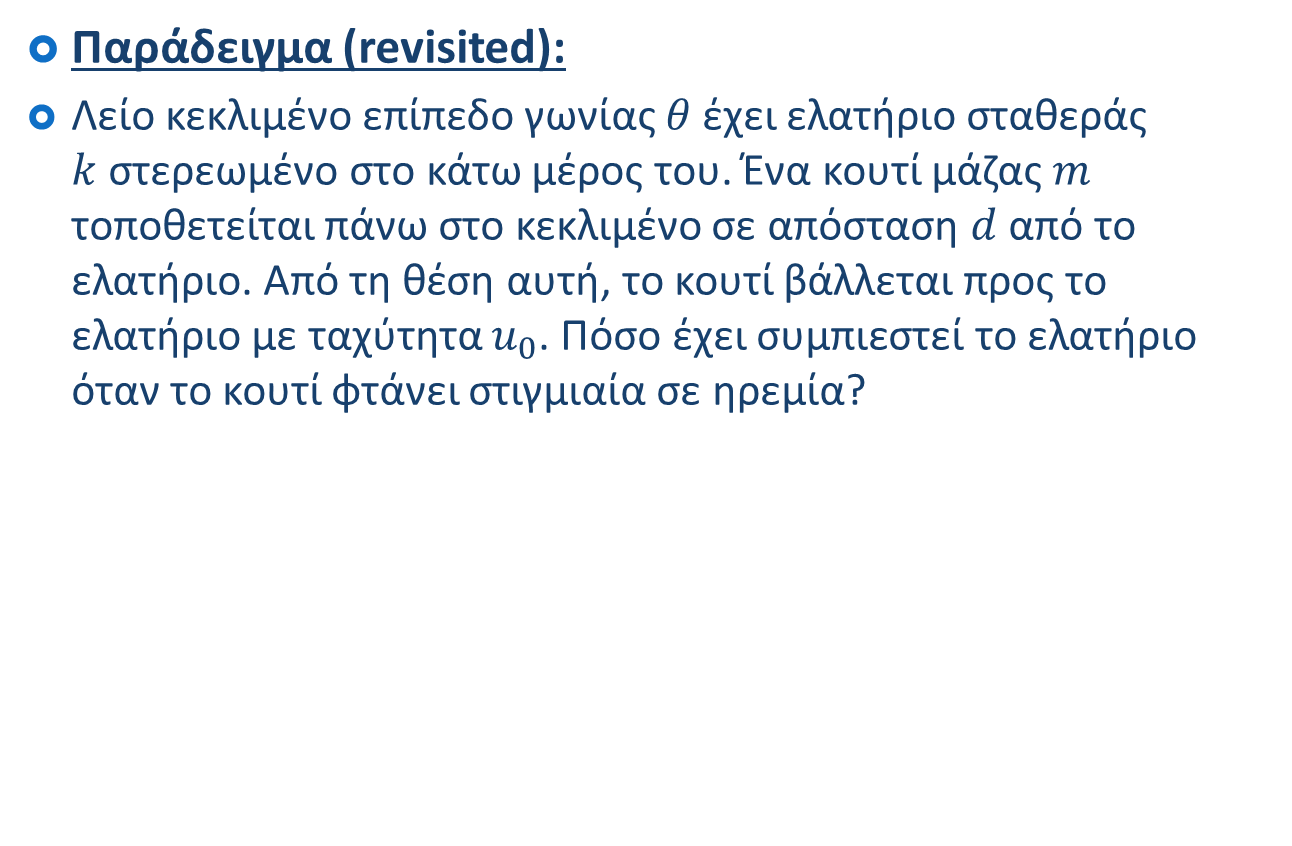 Παράδειγμα (revisited):
Λείο κεκλιμένο επίπεδο γωνίας θ έχει ελατήριο σταθεράς
k στερεωμένο στο κάτω μέρος του. Ένα κουτί μάζας m
τοποθετείται πάνω στο κεκλιμένο σε απόσταση d από το
ελατήριο. Από τη θέση αυτή, το κουτί βάλλεται προς το
ελατήριο με ταχύτητα u₀. Πόσο έχει συμπιεστεί το ελατήριο
όταν το κουτί φτάνει στιγμιαία σε ηρεμία?